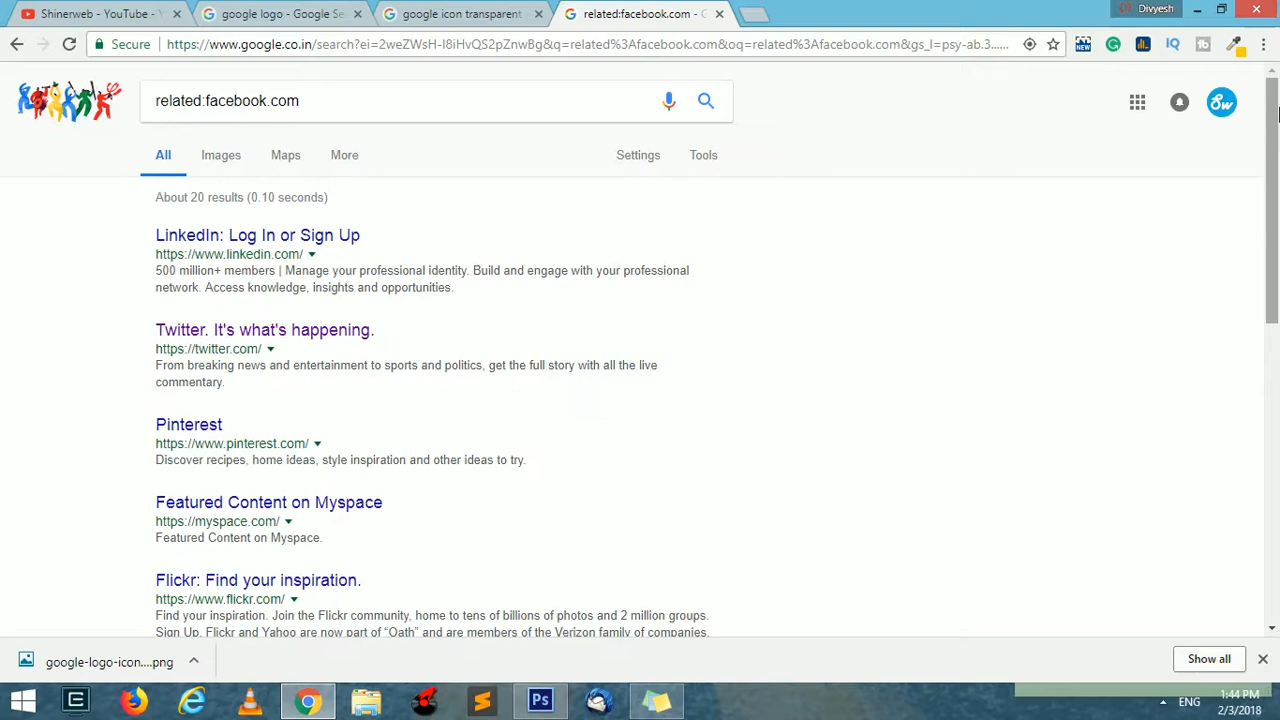 Shinerweb - YouTube -
google logo - Google Se
google icon transparent
related:facebook.com - G
Divyesh
Secure
https://www.google.co.in/search?ei=2weZWsH-I8iHvQS2pZnwBg&q=related%3Afacebook.com&oq=related%3Afacebook.com&gs_l=psy-ab.3......
NEW
related:facebook.com
Sw
All
Images
Maps
More
Settings
Tools
About 20 results (0.10 seconds)
LinkedIn: Log In or Sign Up
https://www.linkedin.com/
500 million+ members | Manage your professional identity. Build and engage with your professional
network. Access knowledge, insights and opportunities.
Twitter. It's what's happening.
https://twitter.com/
From breaking news and entertainment to sports and politics, get the full story with all the live
commentary.
Pinterest
https://www.pinterest.com/
Discover recipes, home ideas, style inspiration and other ideas to try.
Featured Content on Myspace
https://myspace.com/
Featured Content on Myspace.
Flickr: Find your inspiration.
https://www.flickr.com/
Find your inspiration. Join the Flickr community, home to tens of billions of photos and 2 million groups.
Sign Up. Flickr and Yahoo are now part of “Oath” and are members of the Verizon family of companies.
google-logo-icon....png
Show all
Ps
ENG
1:44 PM
2/3/2018